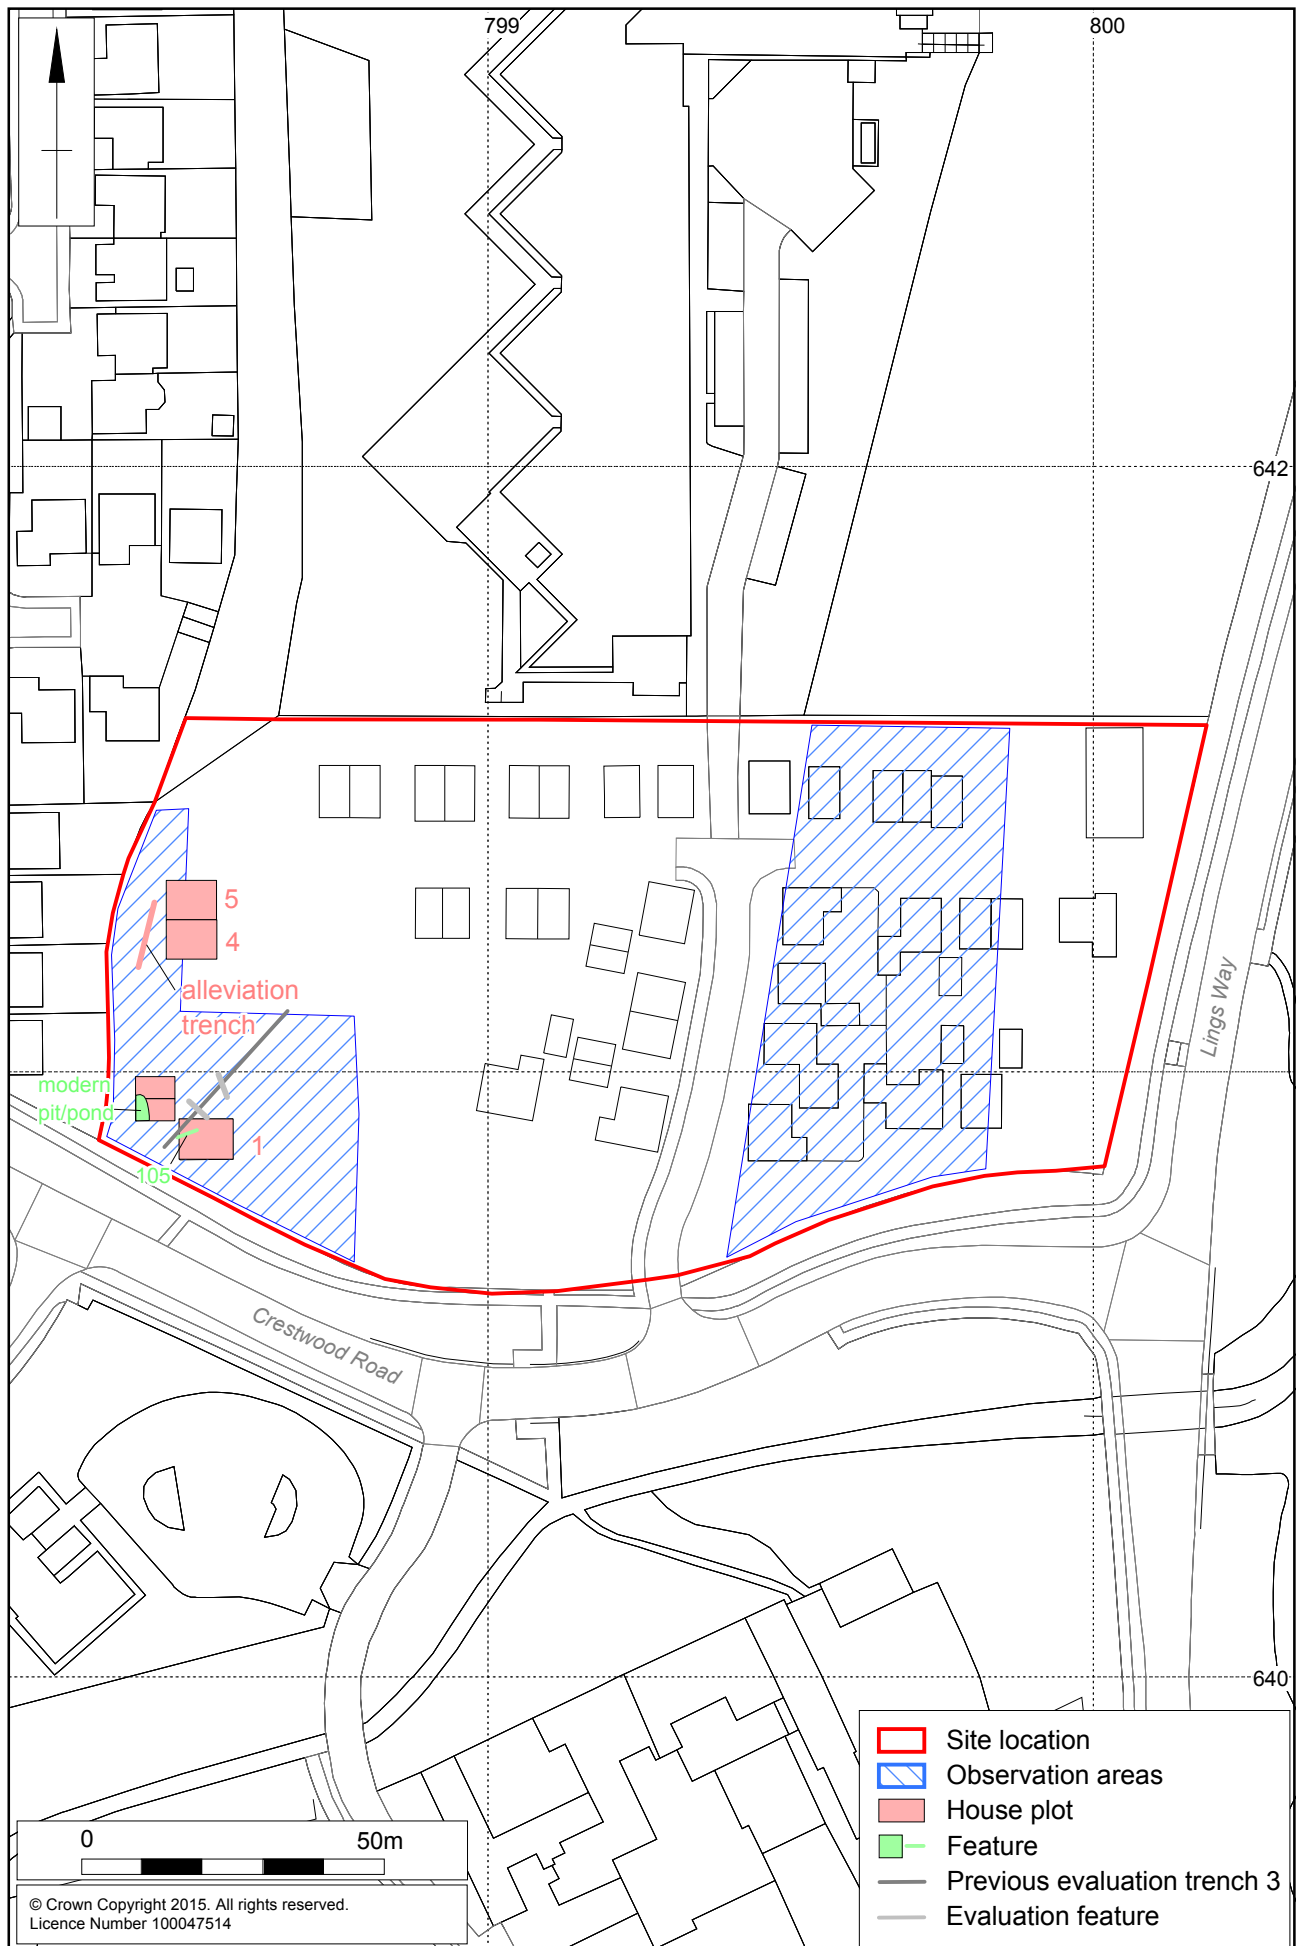 799
800
642
5
4
alleviation
trench
Lings Way
modern
pit/pond
1
105
Crestwood Road
640
Site location
Observation areas
House plot
Feature
Previous evaluation trench 3
Evaluation feature
0
50m
© Crown Copyright 2015. All rights reserved.
Licence Number 100047514